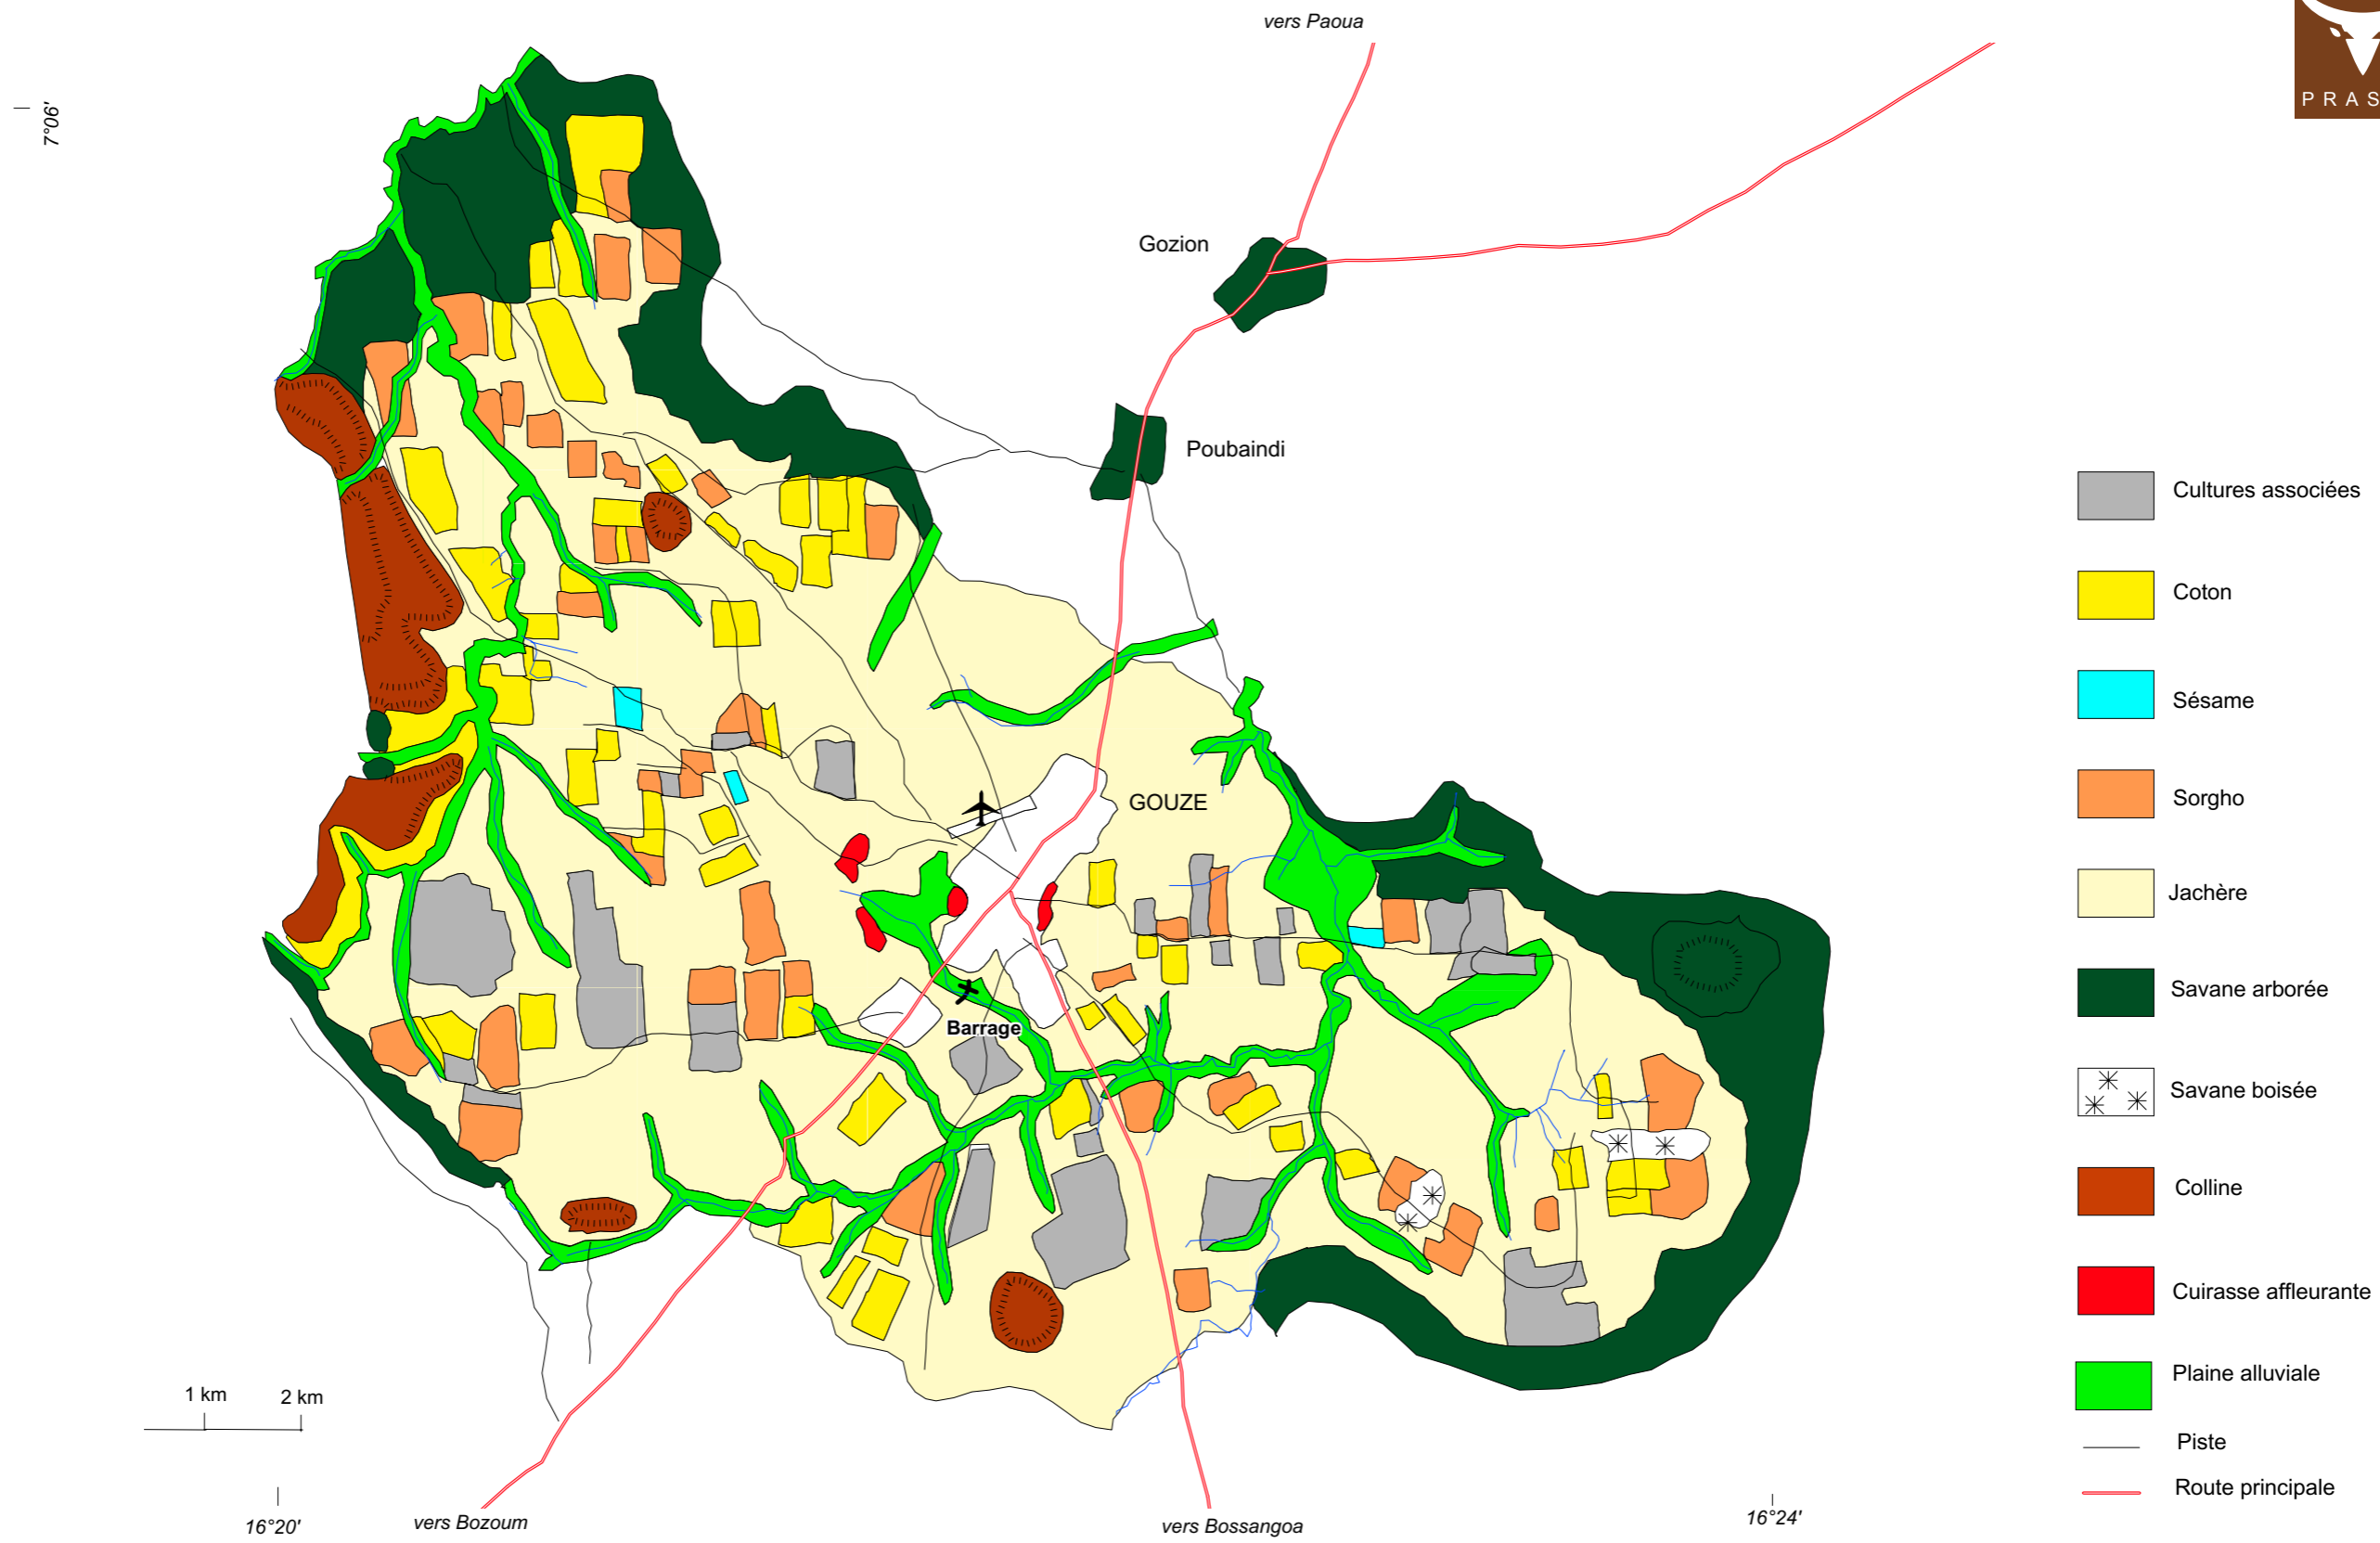 vers Paoua
PRAS
7°06'
Gozion
Poubaindi
Cultures associées
Coton
Sésame
GOUZE
Sorgho
Jachère
Savane arborée
Barrage
Savane boisée
Colline
Cuirasse affleurante
Plaine alluviale
1 km
2 km
Piste
Route principale
16°20'
vers Bozoum
vers Bossangoa
16°24'